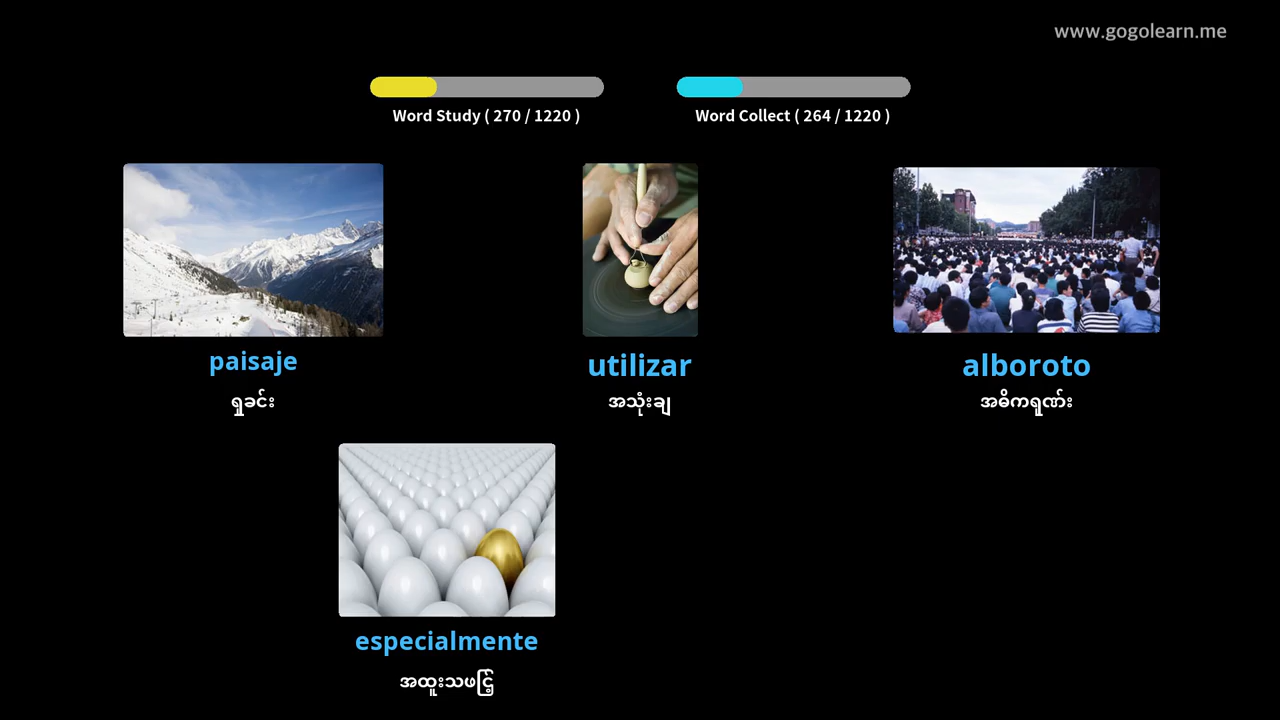 www.gogolearn.me
Word Study ( 270 / 1220 )
Word Collect ( 264 / 1220 )
paisaje
ရှုခင်း
utilizar
အသုံးချ
alboroto
အဓိကရုဏ်း
especialmente
အထူးသဖြင့်